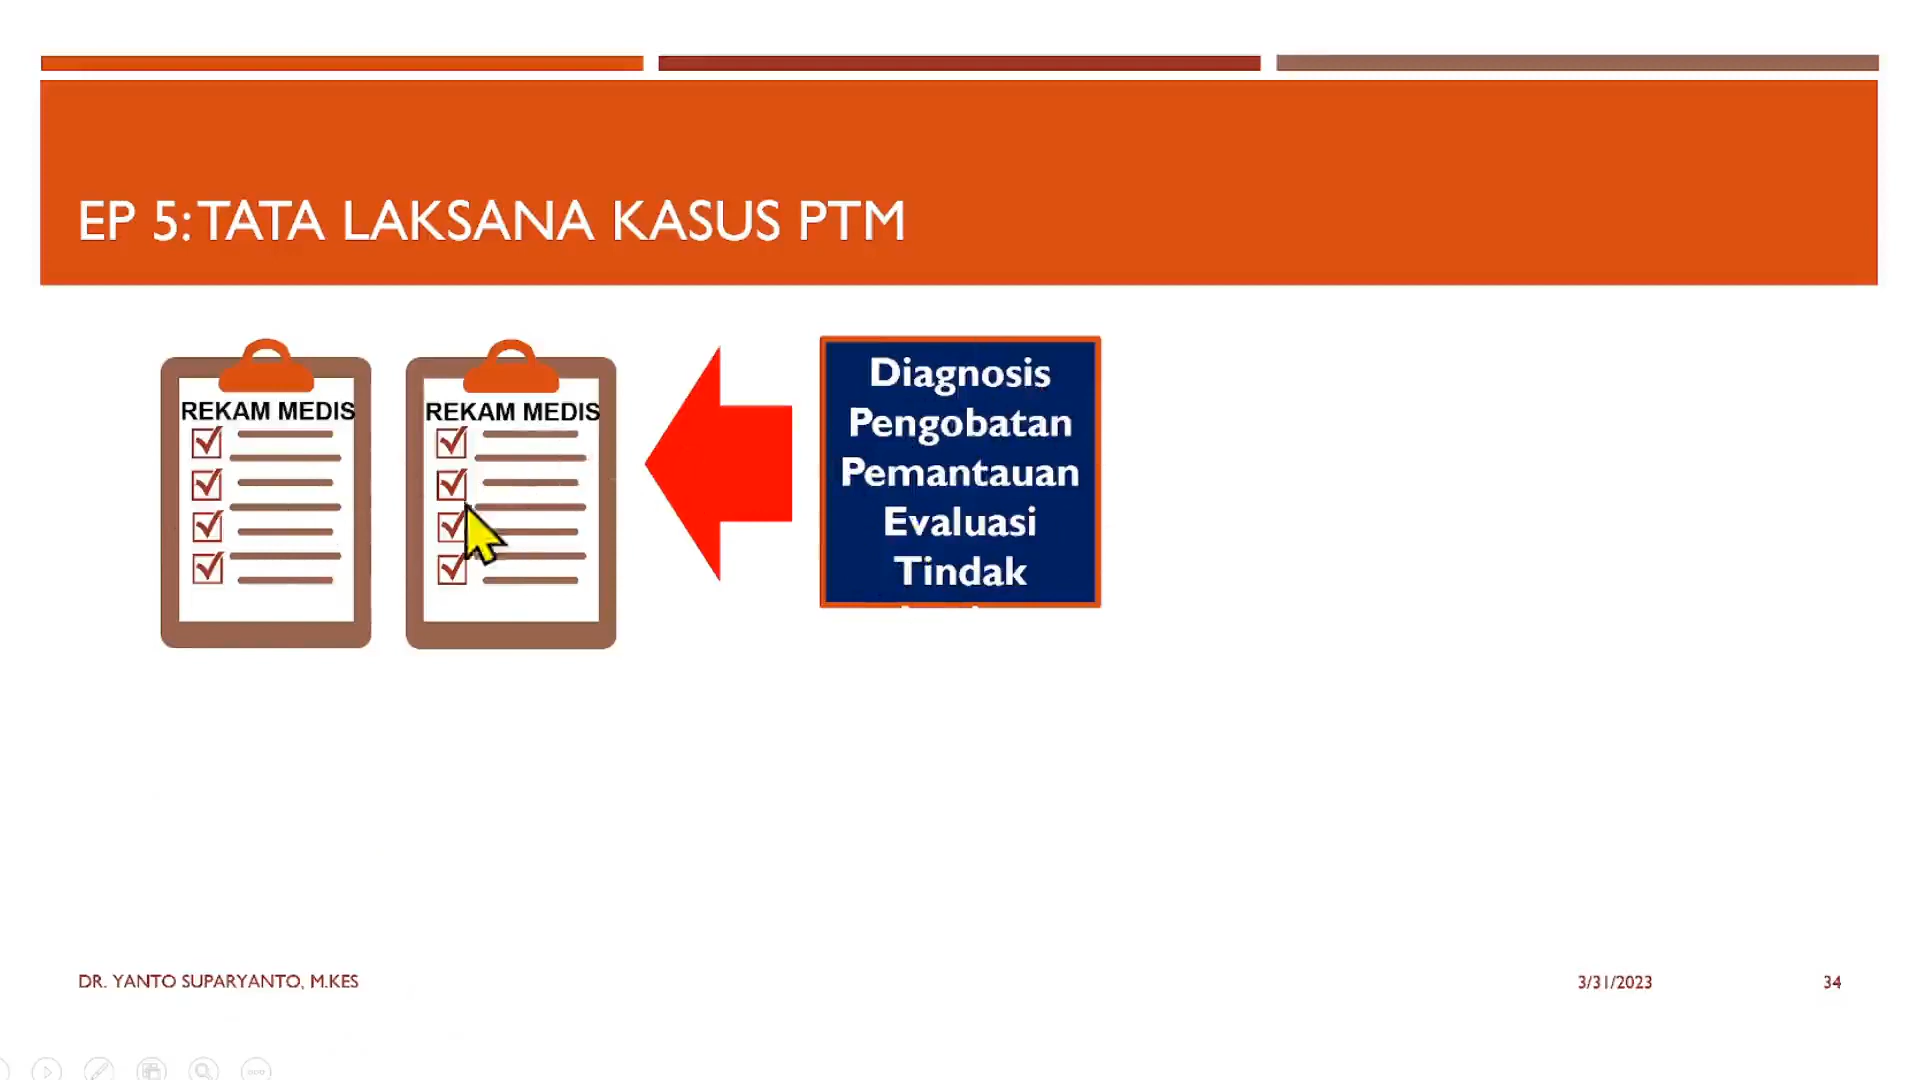 EP 5: TATA LAKSANA KASUS PTM
REKAM MEDIS
REKAM MEDIS
Diagnosis
Pengobatan
Pemantauan
Evaluasi
Tindak
DR. YANTO SUPARYANTO, M.KES
3/31/2023
34